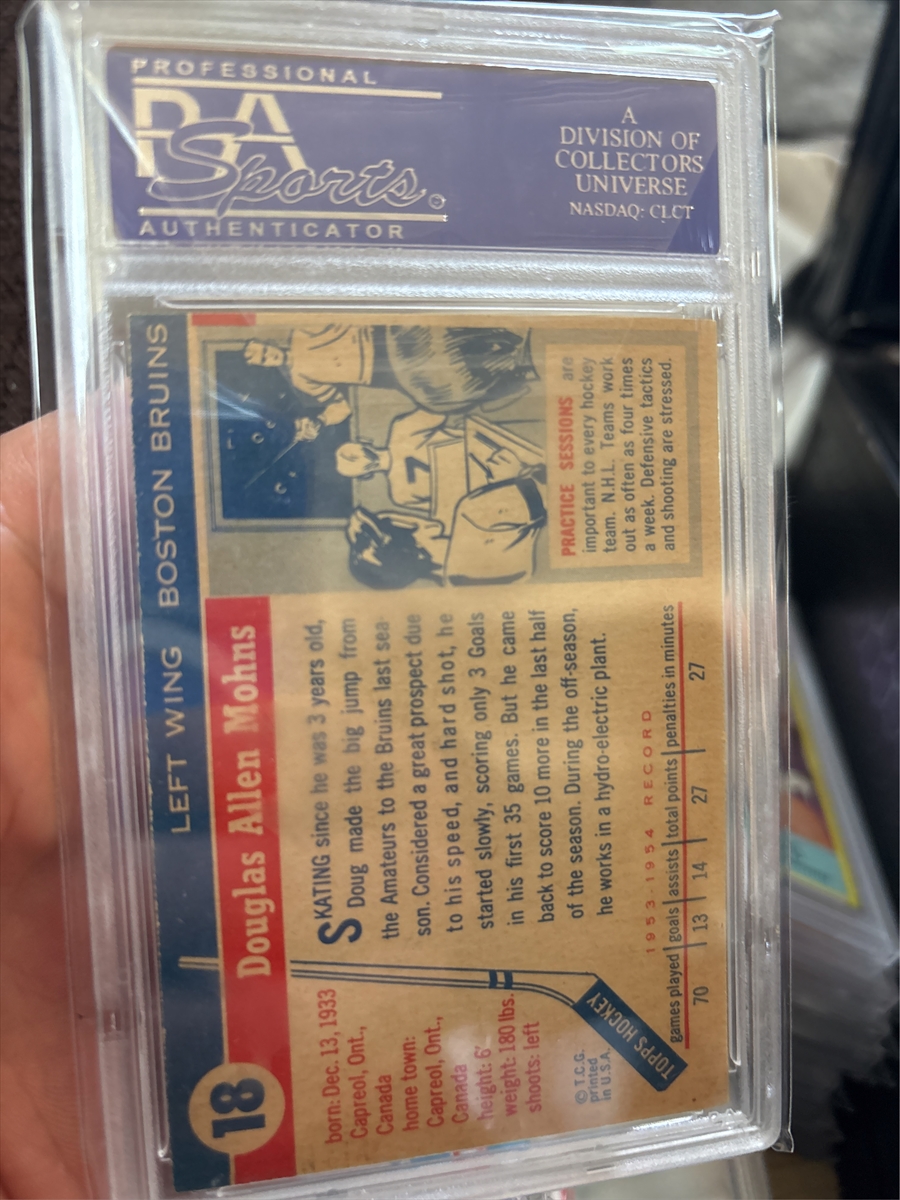 PROFESSIONAL
PSA
Sports®
AUTHENTICATOR
A
DIVISION OF
COLLECTORS
UNIVERSE
NASDAQ: CLCT
18
LEFT WING BOSTON BRUINS
Douglas Allen Mohns
born: Dec. 13, 1933
Capreol, Ont.,
Canada
home town:
Capreol, Ont.,
Canada
height: 6'
weight: 180 lbs.
shoots: left
© T.C.G.
printed
in U.S.A.
TOPPS HOCKEY
SKATING since he was 3 years old,
Doug made the big jump from
the Amateurs to the Bruins last sea-
son. Considered a great prospect due
to his speed, and hard shot, he
started slowly, scoring only 3 Goals
in his first 35 games. But he came
back to score 10 more in the last half
of the season. During the off-season,
he works in a hydro-electric plant.
7
PRACTICE SESSIONS are
important to every hockey
team. N.H.L. Teams work
out as often as four times
a week. Defensive tactics
and shooting are stressed.
1953-1954 RECORD
games played goals assists total points penalties in minutes
70 13 14 27 27